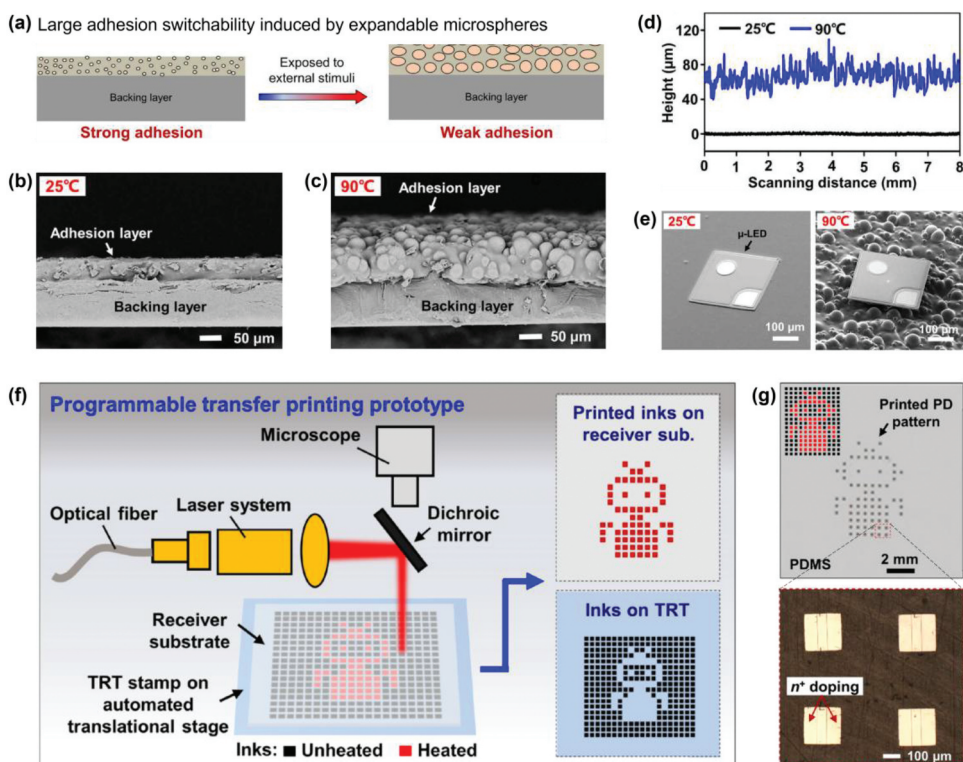 (a) Large adhesion switchability induced by expandable microspheres
Exposed to
external stimuli
Backing layer
Backing layer
Strong adhesion
Weak adhesion
(b)
25℃
Adhesion layer
Backing layer
50 μm
(c)
90℃
Adhesion layer
Backing layer
50 μm
(d)
25℃
90℃
Height (μm)
120
80
40
0
0
1
2
3
4
5
6
7
8
Scanning distance (mm)
(e)
25℃
μ-LED
100 μm
90℃
100 μm
(f)
Programmable transfer printing prototype
Microscope
Optical fiber
Laser system
Dichroic
mirror
Receiver
substrate
TRT stamp on
automated
translational stage
Inks: Unheated Heated
Printed inks on
receiver sub.
Inks on TRT
(g)
Printed PD
pattern
PDMS
2 mm
n+ doping
100 μm